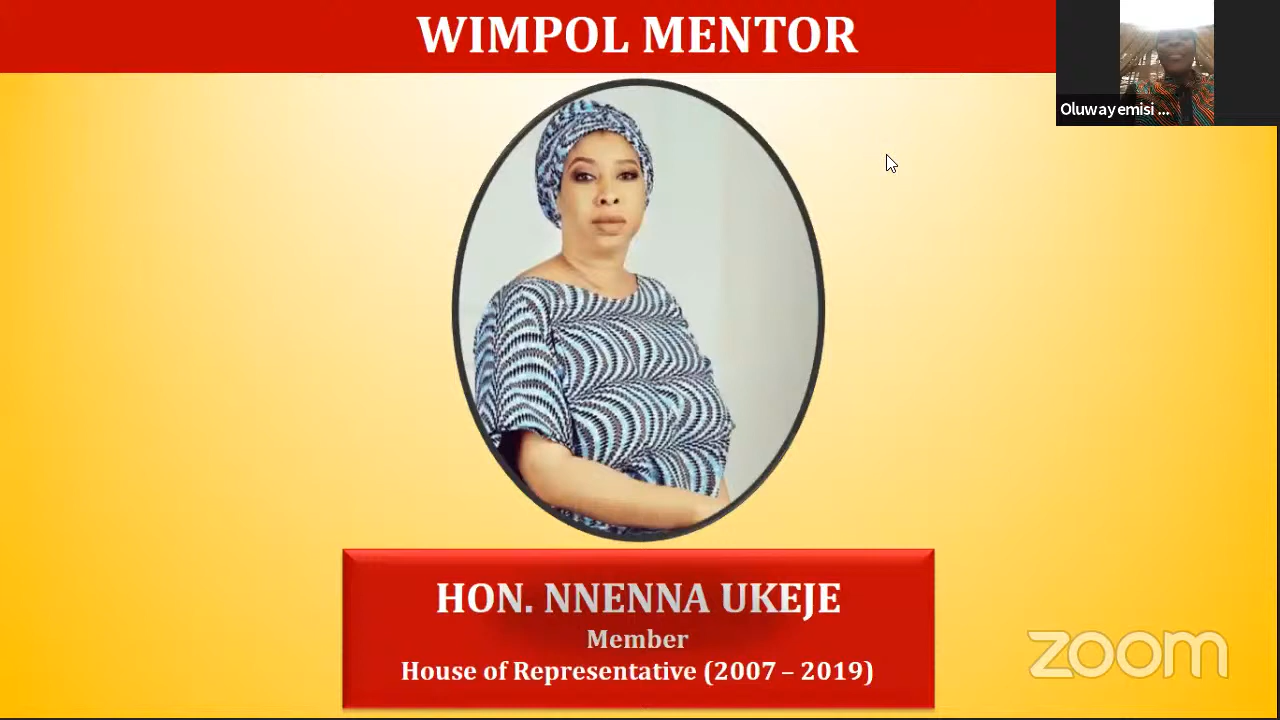 WIMPOL MENTOR
Oluwayemisi ...
HON. NNENNA UKEJE
Member
House of Representative (2007 – 2019)
zoom